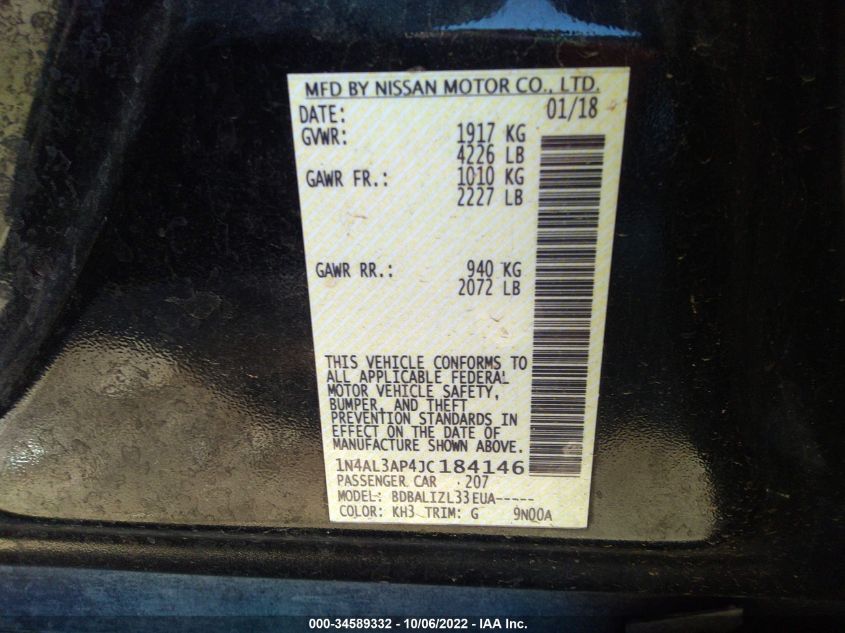 MFD BY NISSAN MOTOR CO., LTD.
DATE: 01/18
GVWR: 1917 KG
4226 LB
GAWR FR.: 1010 KG
2227 LB
GAWR RR.: 940 KG
2072 LB
THIS VEHICLE CONFORMS TO
ALL APPLICABLE FEDERAL
MOTOR VEHICLE SAFETY,
BUMPER, AND THEFT
PREVENTION STANDARDS IN
EFFECT ON THE DATE OF
MANUFACTURE SHOWN ABOVE.
1N4AL3AP4JC184146
PASSENGER CAR 207
MODEL: BDBALIZL33EUA-----
COLOR: KH3 TRIM: G 9N00A
000-34589332 - 10/06/2022 - IAA Inc.